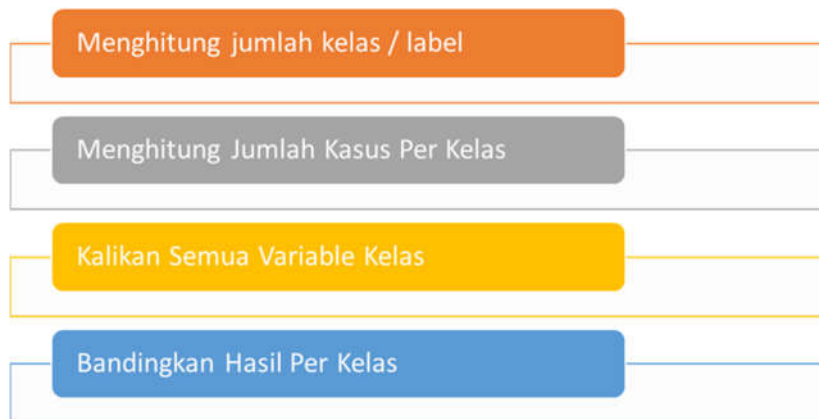 Menghitung jumlah kelas / label
Menghitung Jumlah Kasus Per Kelas
Kalikan Semua Variable Kelas
Bandingkan Hasil Per Kelas